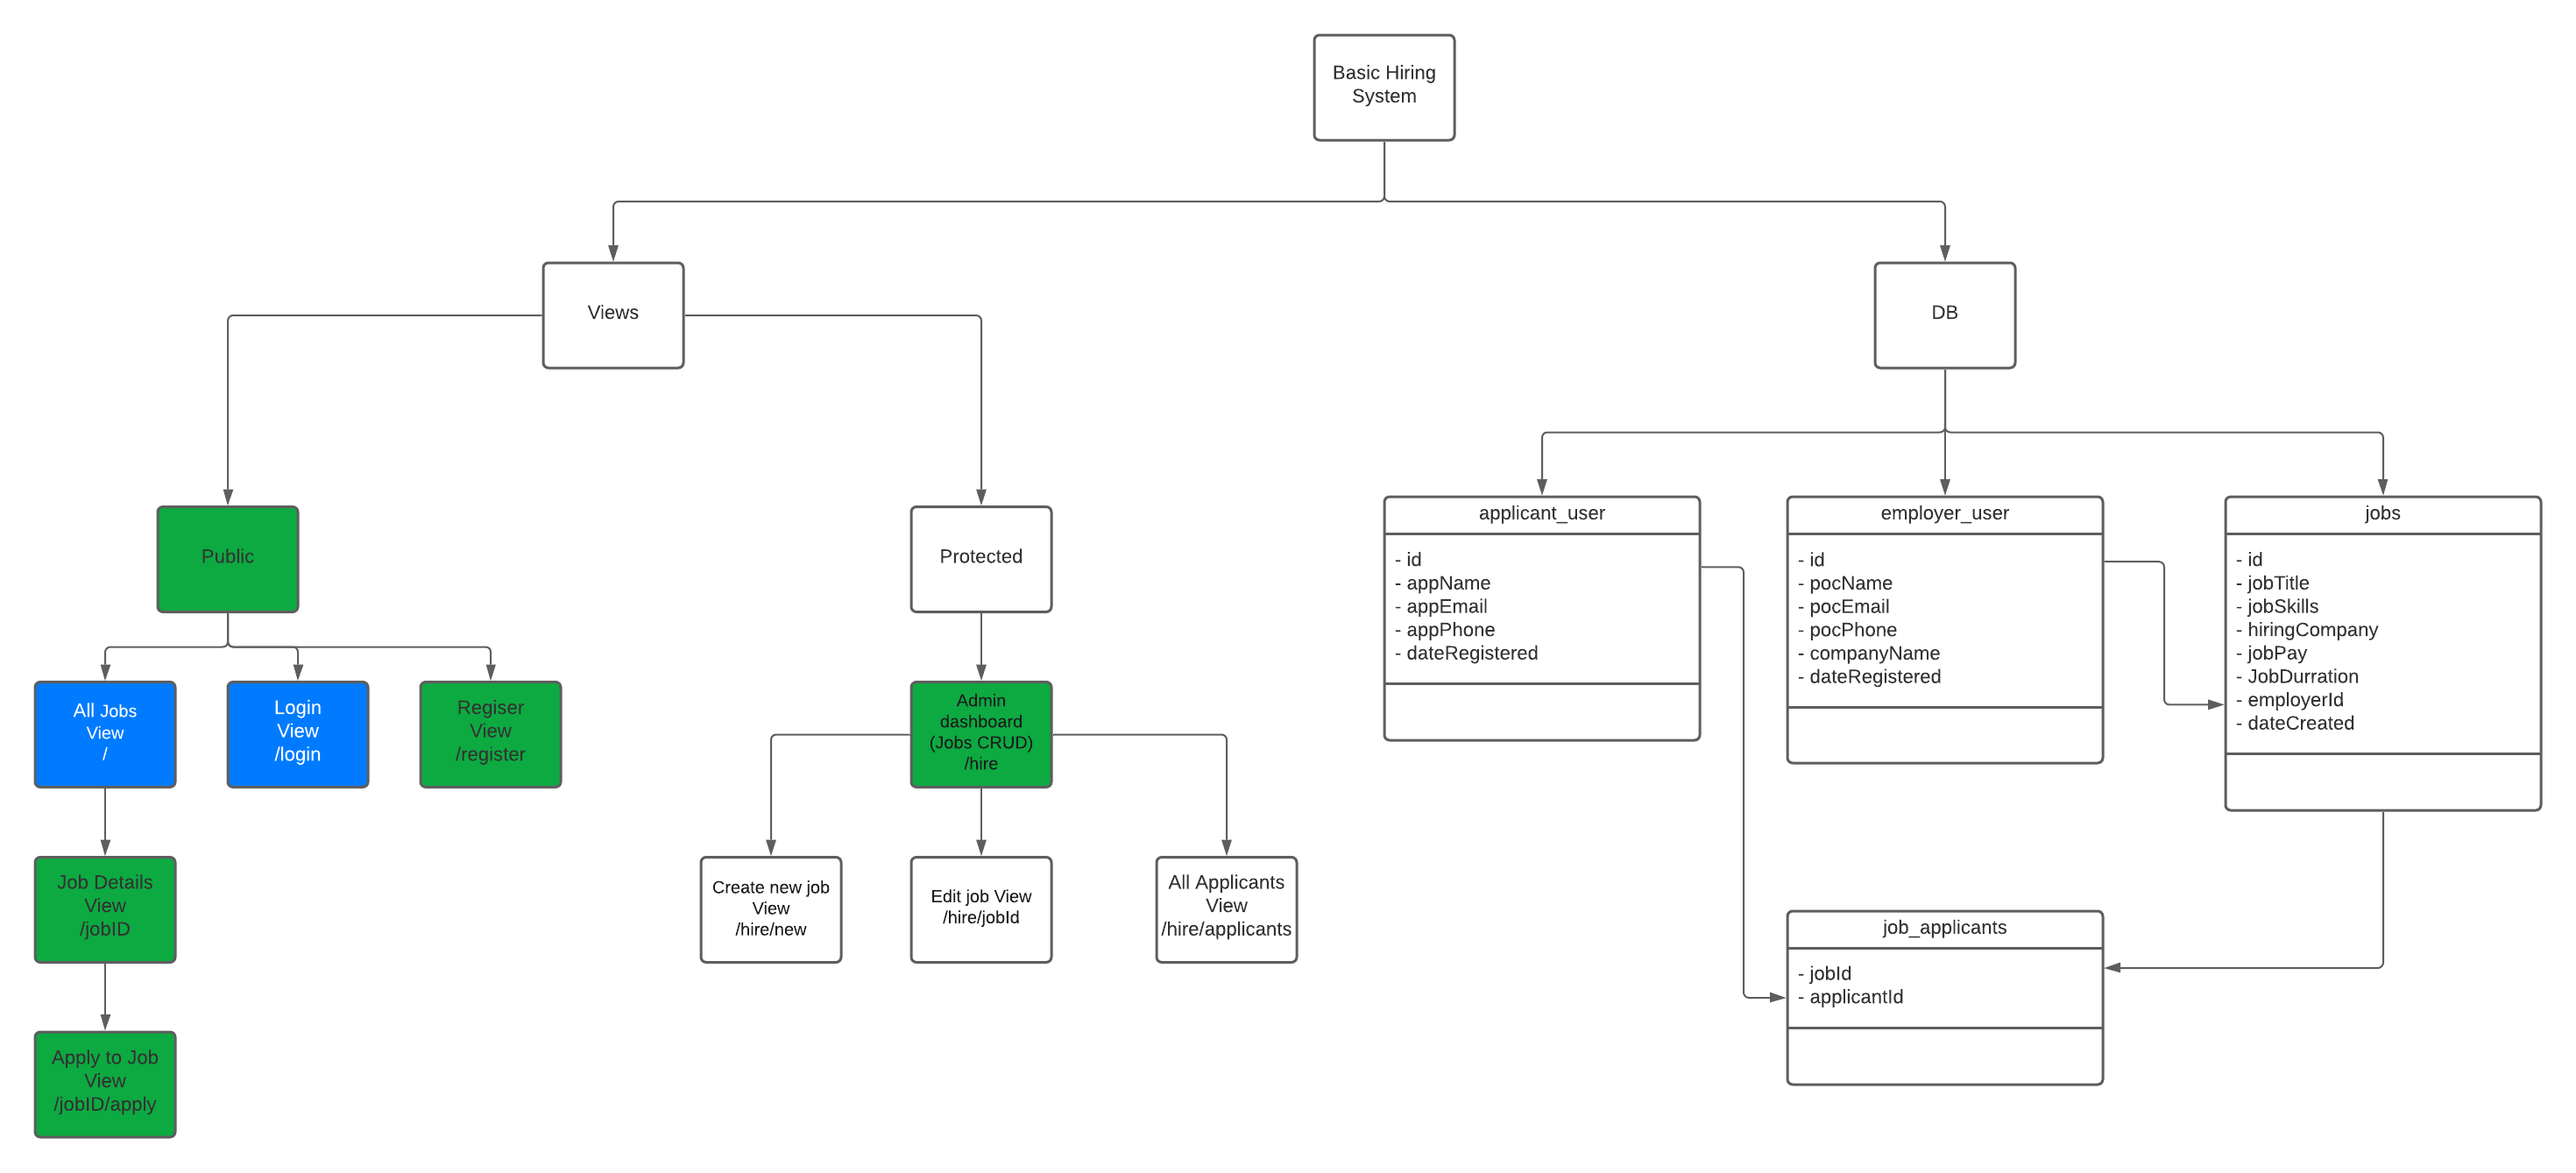 Basic Hiring
System
Views
DB
Public
Protected
applicant_user
- id
- appName
- appEmail
- appPhone
- dateRegistered
employer_user
- id
- pocName
- pocEmail
- pocPhone
- companyName
- dateRegistered
jobs
- id
- jobTitle
- jobSkills
- hiringCompany
- jobPay
- JobDurration
- employerId
- dateCreated
All Jobs
View
/
Login
View
/login
Regiser
View
/register
Admin
dashboard
(Jobs CRUD)
/hire
Job Details
View
/jobID
Create new job
View
/hire/new
Edit job View
/hire/jobId
All Applicants
View
/hire/applicants
job_applicants
- jobId
- applicantId
Apply to Job
View
/jobID/apply